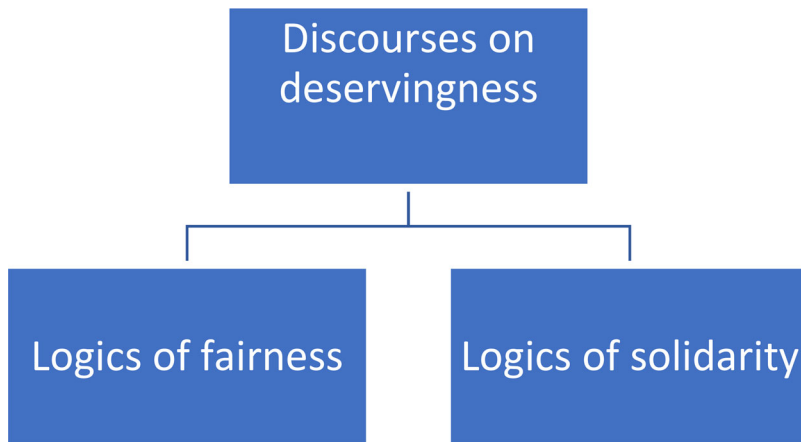 Discourses on
deservingness
Logics of fairness
Logics of solidarity